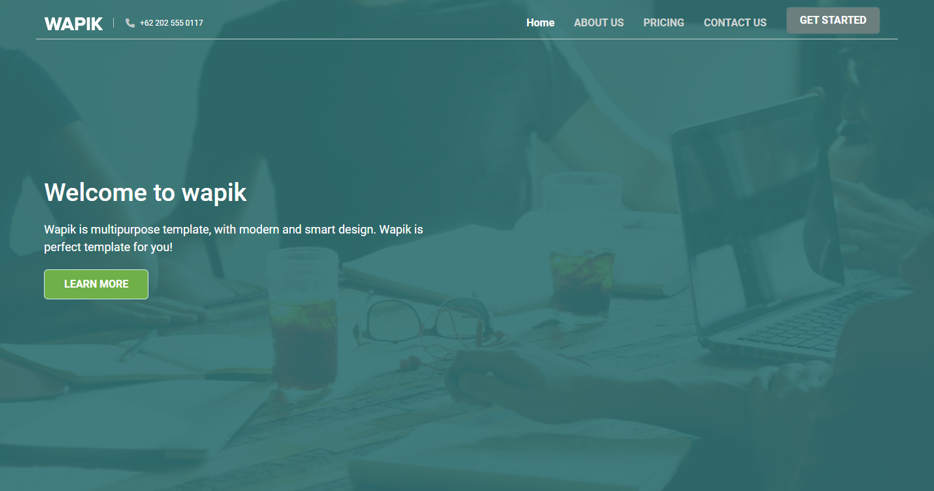 WAPIK
+62 202 555 0117
Home
ABOUT US
PRICING
CONTACT US
GET STARTED
Welcome to wapik
Wapik is multipurpose template, with modern and smart design. Wapik is
perfect template for you!
LEARN MORE